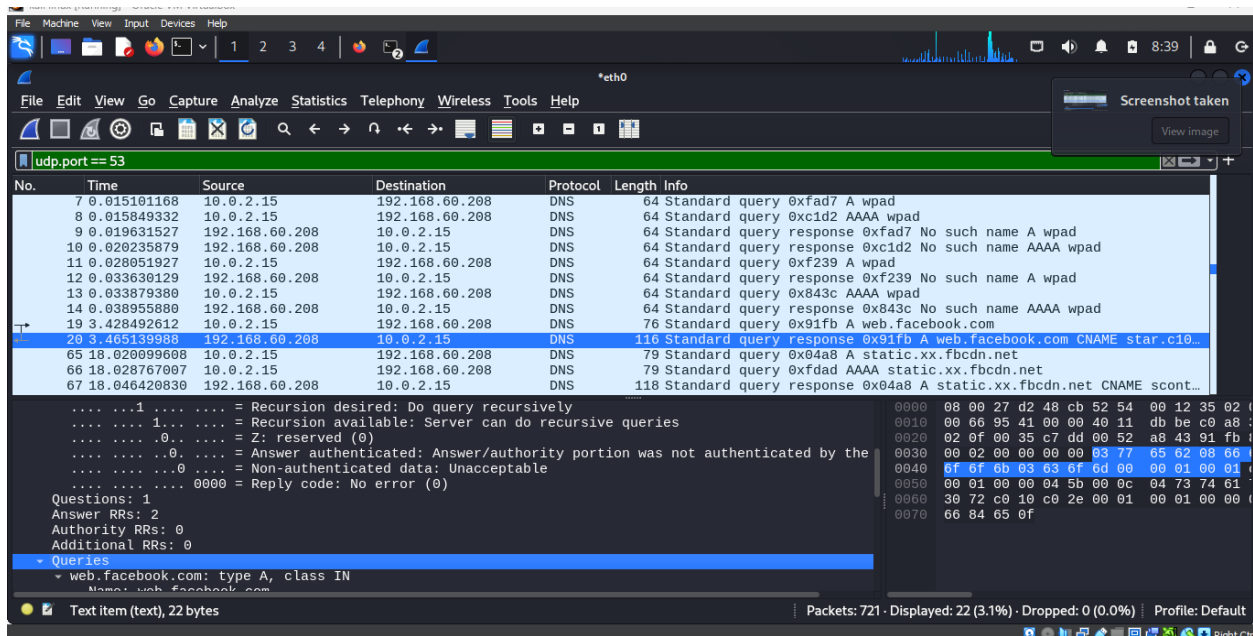 File Machine View Input Devices Help
1 2 3 4 8:39
*eth0
File Edit View Go Capture Analyze Statistics Telephony Wireless Tools Help
Screenshot taken
View image
udp.port == 53
No. Time Source Destination Protocol Length Info
7 0.015101168 10.0.2.15 192.168.60.208 DNS 64 Standard query 0xfad7 A wpad
8 0.015849332 10.0.2.15 192.168.60.208 DNS 64 Standard query 0xc1d2 AAAA wpad
9 0.019631527 192.168.60.208 10.0.2.15 DNS 64 Standard query response 0xfad7 No such name A wpad
10 0.020235879 192.168.60.208 10.0.2.15 DNS 64 Standard query response 0xc1d2 No such name AAAA wpad
11 0.028051927 10.0.2.15 192.168.60.208 DNS 64 Standard query 0xf239 A wpad
12 0.033630129 192.168.60.208 10.0.2.15 DNS 64 Standard query response 0xf239 No such name A wpad
13 0.033879380 10.0.2.15 192.168.60.208 DNS 64 Standard query 0x843c AAAA wpad
14 0.038955880 192.168.60.208 10.0.2.15 DNS 64 Standard query response 0x843c No such name AAAA wpad
19 3.428492612 10.0.2.15 192.168.60.208 DNS 76 Standard query 0x91fb A web.facebook.com
20 3.465139988 192.168.60.208 10.0.2.15 DNS 116 Standard query response 0x91fb A web.facebook.com CNAME star.c10…
65 18.020099608 10.0.2.15 192.168.60.208 DNS 79 Standard query 0x04a8 A static.xx.fbcdn.net
66 18.028767007 10.0.2.15 192.168.60.208 DNS 79 Standard query 0xfdad AAAA static.xx.fbcdn.net
67 18.046420830 192.168.60.208 10.0.2.15 DNS 118 Standard query response 0x04a8 A static.xx.fbcdn.net CNAME scont…
.... ...1 .... .... = Recursion desired: Do query recursively
.... .... 1... .... = Recursion available: Server can do recursive queries
.... .... .0.. .... = Z: reserved (0)
.... .... ..0. .... = Answer authenticated: Answer/authority portion was not authenticated by the
.... .... ...0 .... = Non-authenticated data: Unacceptable
.... .... .... 0000 = Reply code: No error (0)
Questions: 1
Answer RRs: 2
Authority RRs: 0
Additional RRs: 0
Queries
web.facebook.com: type A, class IN
Name: web.facebook.com
0000 08 00 27 d2 48 cb 52 54 00 12 35 02
0010 00 66 95 41 00 00 40 11 db be c0 a8
0020 02 0f 00 35 c7 dd 00 52 a8 43 91 fb
0030 00 02 00 00 00 00 03 77 65 62 08 66
0040 6f 6f 6b 03 63 6f 6d 00 00 01 00 01
0050 00 01 00 00 04 5b 00 0c 04 73 74 61
0060 30 72 c0 10 c0 2e 00 01 00 01 00 00
0070 66 84 65 0f
Text item (text), 22 bytes Packets: 721 · Displayed: 22 (3.1%) · Dropped: 0 (0.0%) Profile: Default